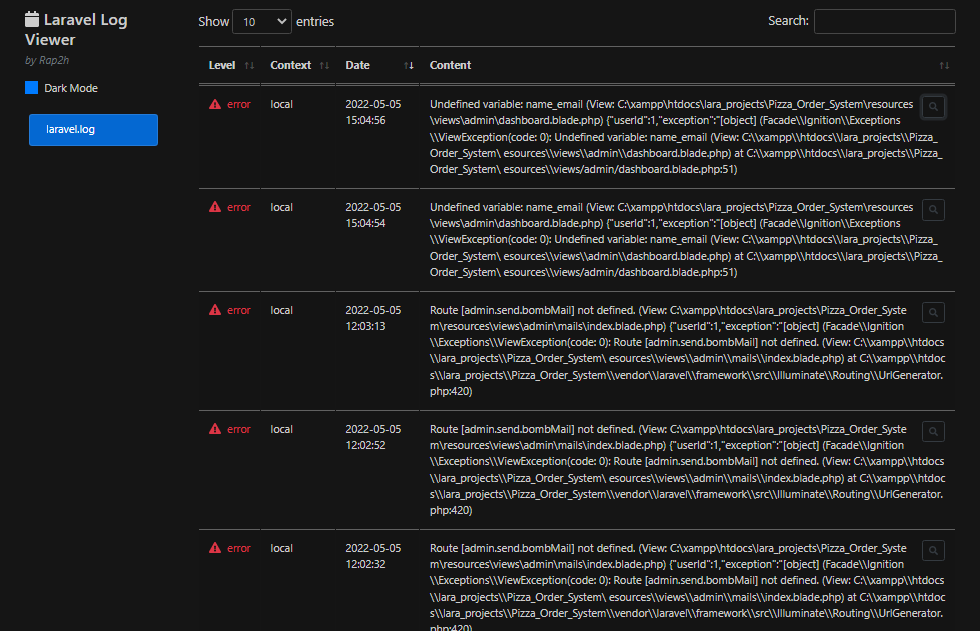 Laravel Log
Viewer
by Rap2h
Dark Mode
laravel.log
Show 10 entries
Search:
Level Context Date Content
error local 2022-05-05
15:04:56
Undefined variable: name_email (View: C:\xampp\htdocs\lara_projects\Pizza_Order_System\resources
\views\admin\dashboard.blade.php) {"userId":1,"exception":"[object] (Facade\\Ignition\\Exceptions
\\ViewException(code: 0): Undefined variable: name_email (View: C:\\xampp\\htdocs\\lara_projects\\Pizza_
Order_System\ esources\\views\\admin\\dashboard.blade.php) at C:\\xampp\\htdocs\\lara_projects\\Pizza_
Order_System\ esources\\views/admin/dashboard.blade.php:51)
error local 2022-05-05
15:04:54
Undefined variable: name_email (View: C:\xampp\htdocs\lara_projects\Pizza_Order_System\resources
\views\admin\dashboard.blade.php) {"userId":1,"exception":"[object] (Facade\\Ignition\\Exceptions
\\ViewException(code: 0): Undefined variable: name_email (View: C:\\xampp\\htdocs\\lara_projects\\Pizza_
Order_System\ esources\\views\\admin\\dashboard.blade.php) at C:\\xampp\\htdocs\\lara_projects\\Pizza_
Order_System\ esources\\views/admin/dashboard.blade.php:51)
error local 2022-05-05
12:03:13
Route [admin.send.bombMail] not defined. (View: C:\xampp\htdocs\lara_projects\Pizza_Order_Syste
m\resources\views\admin\mails\index.blade.php) {"userId":1,"exception":"[object] (Facade\\Ignition
\\Exceptions\\ViewException(code: 0): Route [admin.send.bombMail] not defined. (View: C:\\xampp\\htdocs
\\lara_projects\\Pizza_Order_System\ esources\\views\\admin\\mails\\index.blade.php) at C:\\xampp\\htdoc
s\\lara_projects\\Pizza_Order_System\\vendor\\laravel\\framework\\src\\Illuminate\\Routing\\UrlGenerator.
php:420)
error local 2022-05-05
12:02:52
Route [admin.send.bombMail] not defined. (View: C:\xampp\htdocs\lara_projects\Pizza_Order_Syste
m\resources\views\admin\mails\index.blade.php) {"userId":1,"exception":"[object] (Facade\\Ignition
\\Exceptions\\ViewException(code: 0): Route [admin.send.bombMail] not defined. (View: C:\\xampp\\htdocs
\\lara_projects\\Pizza_Order_System\ esources\\views\\admin\\mails\\index.blade.php) at C:\\xampp\\htdoc
s\\lara_projects\\Pizza_Order_System\\vendor\\laravel\\framework\\src\\Illuminate\\Routing\\UrlGenerator.
php:420)
error local 2022-05-05
12:02:32
Route [admin.send.bombMail] not defined. (View: C:\xampp\htdocs\lara_projects\Pizza_Order_Syste
m\resources\views\admin\mails\index.blade.php) {"userId":1,"exception":"[object] (Facade\\Ignition
\\Exceptions\\ViewException(code: 0): Route [admin.send.bombMail] not defined. (View: C:\\xampp\\htdocs
\\lara_projects\\Pizza_Order_System\ esources\\views\\admin\\mails\\index.blade.php) at C:\\xampp\\htdoc
s\\lara_projects\\Pizza_Order_System\\vendor\\laravel\\framework\\src\\Illuminate\\Routing\\UrlGenerator.
php:420)